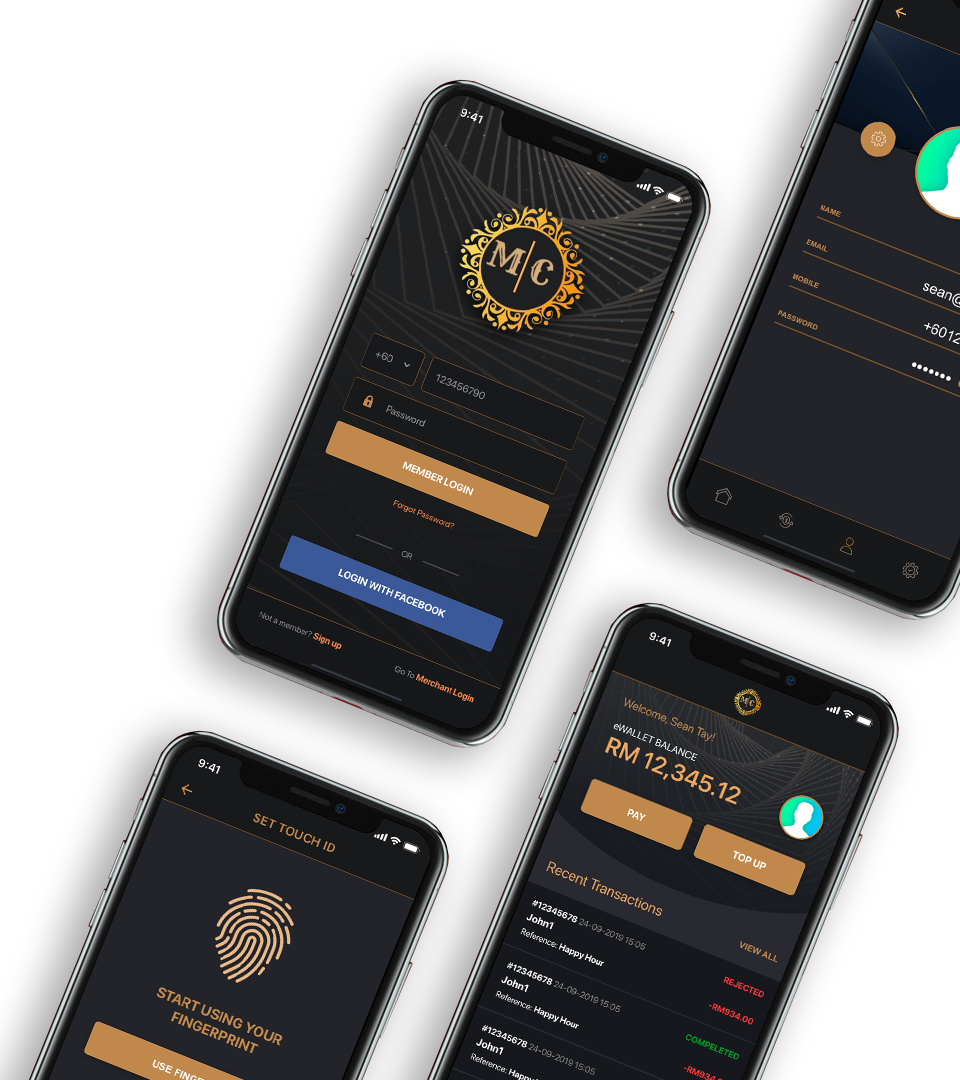 9:41
M|C
+60
123456790
Password
MEMBER LOGIN
Forgot Password?
OR
LOGIN WITH FACEBOOK
Not a member? Sign up
Go To Merchant Login
NAME
EMAIL
sean@
MOBILE
+6012
PASSWORD
9:41
SET TOUCH ID
START USING YOUR
FINGERPRINT
USE FINGE
9:41
M|C
Welcome, Sean Tay!
eWALLET BALANCE
RM 12,345.12
PAY
TOP UP
Recent Transactions
VIEW ALL
#12345678 24-09-2019 15:05
John1
Reference: Happy Hour
REJECTED
-RM934.00
#12345678 24-09-2019 15:05
John1
Reference: Happy Hour
COMPELETED
-RM934
#12345678 24-09-2019 15:05
John1
Reference: Happy Hour